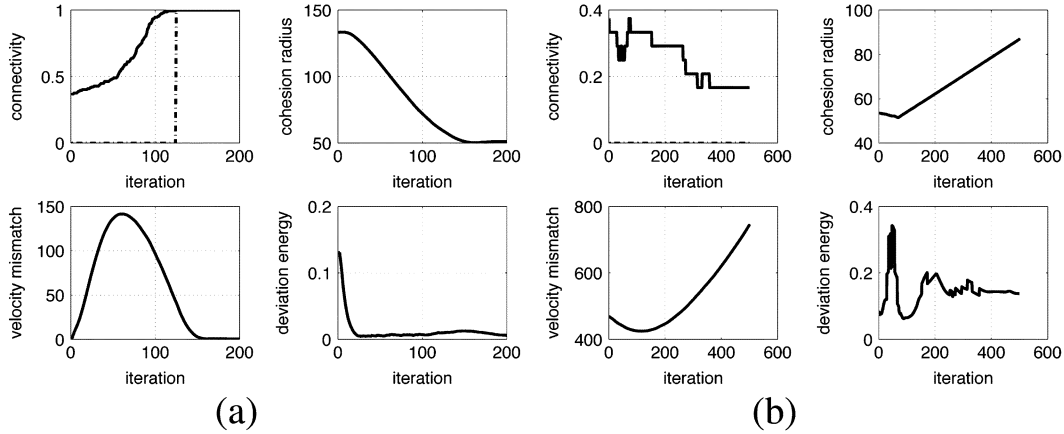 connectivity
1
0.5
0
0 100 200
iteration
cohesion radius
150
100
50
0 100 200
iteration
velocity mismatch
150
100
50
0
0 100 200
iteration
deviation energy
0.2
0.1
0
0 100 200
iteration
(a)
connectivity
0.4
0.2
0
0 200 400 600
iteration
cohesion radius
100
80
60
40
0 200 400 600
iteration
velocity mismatch
800
600
400
0 200 400 600
iteration
deviation energy
0.4
0.2
0
0 200 400 600
iteration
(b)